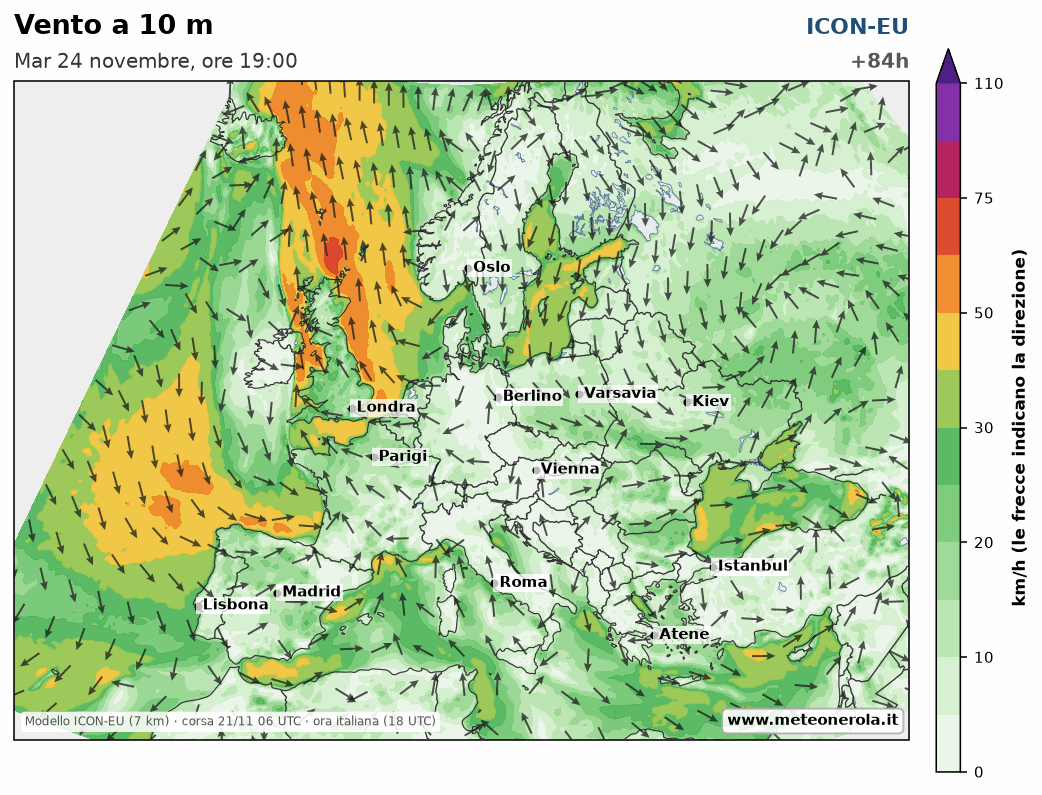 Vento a 10 m
ICON-EU
Mar 24 novembre, ore 19:00
+84h
110
75
50
30
20
10
0
km/h (le frecce indicano la direzione)
Oslo
Berlino
Varsavia
Kiev
Londra
Parigi
Vienna
Istanbul
Roma
Madrid
Lisbona
Atene
Modello ICON-EU (7 km) · corsa 21/11 06 UTC · ora italiana (18 UTC)
www.meteonerola.it